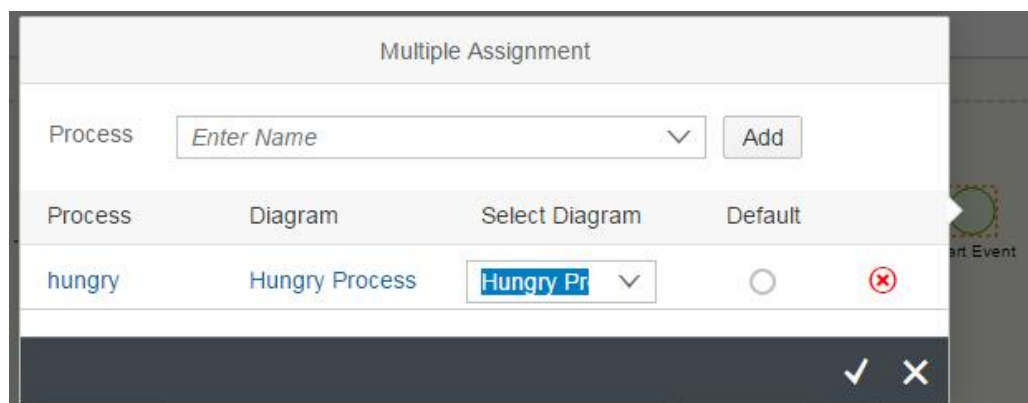 Multiple Assignment
Process Enter Name Add
Process Diagram Select Diagram Default
hungry Hungry Process Hungry Pr
art Event